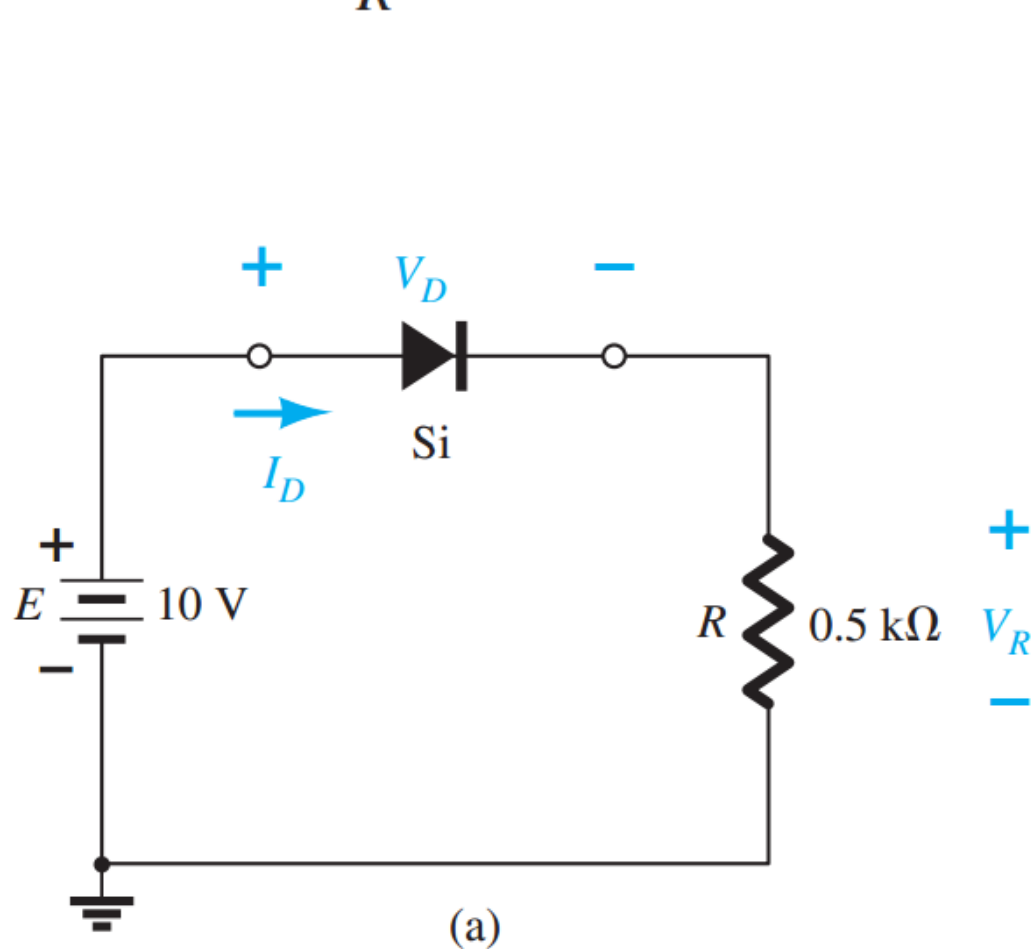 R
+ V_D −
Si
I_D
+
E 10 V
−
R 0.5 kΩ
+
V_R
−
(a)